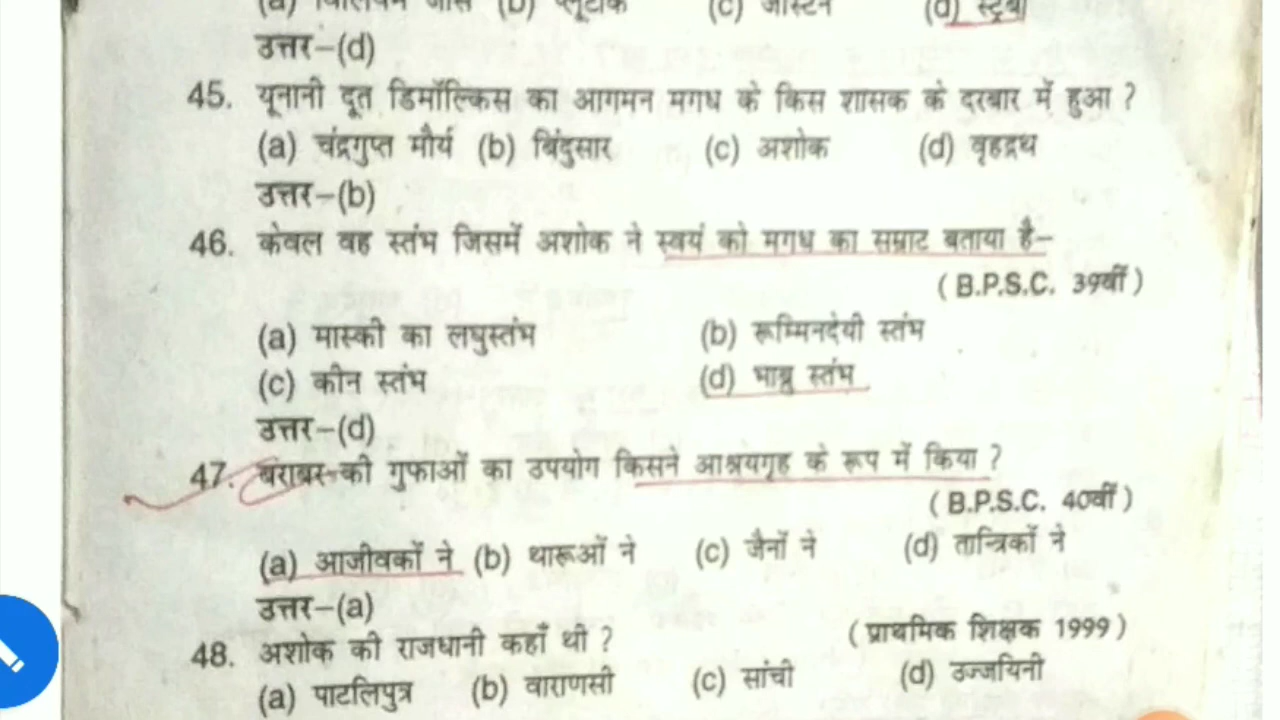 (d) स्ट्रेबो
उत्तर–(d)
45. यूनानी दूत डिमॉल्किस का आगमन मगध के किस शासक के दरबार में हुआ ?
(a) चंद्रगुप्त मौर्य (b) बिंदुसार (c) अशोक (d) वृहद्रथ
उत्तर–(b)
46. केवल वह स्तंभ जिसमें अशोक ने स्वयं को मगध का सम्राट बताया है–
( B.P.S.C. 39वीं )
(a) मास्की का लघुस्तंभ (b) रूम्मिनदेयी स्तंभ
(c) कीन स्तंभ (d) भाब्रु स्तंभ
उत्तर–(d)
47. बराबर की गुफाओं का उपयोग किसने आश्रयगृह के रूप में किया ?
( B.P.S.C. 40वीं )
(a) आजीवकों ने (b) थारूओं ने (c) जैनों ने (d) तान्त्रिकों ने
उत्तर–(a)
48. अशोक की राजधानी कहाँ थी ? ( प्राथमिक शिक्षक 1999 )
(a) पाटलिपुत्र (b) वाराणसी (c) सांची (d) उज्जयिनी